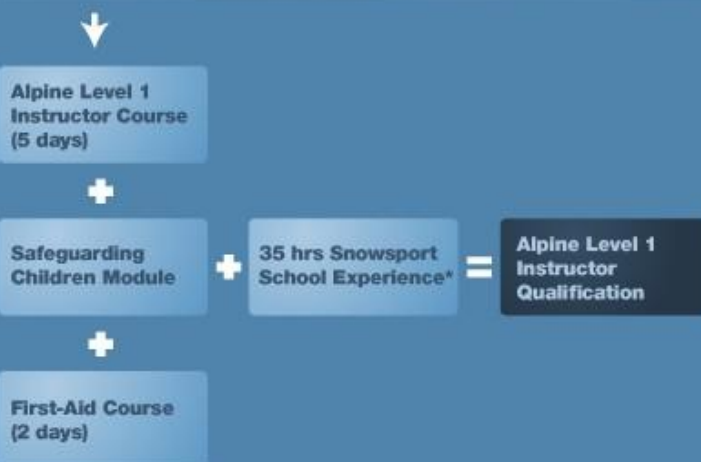 Alpine Level 1
Instructor Course
(5 days)
+
Safeguarding
Children Module
+
35 hrs Snowsport
School Experience*
=
Alpine Level 1
Instructor
Qualification
+
First-Aid Course
(2 days)